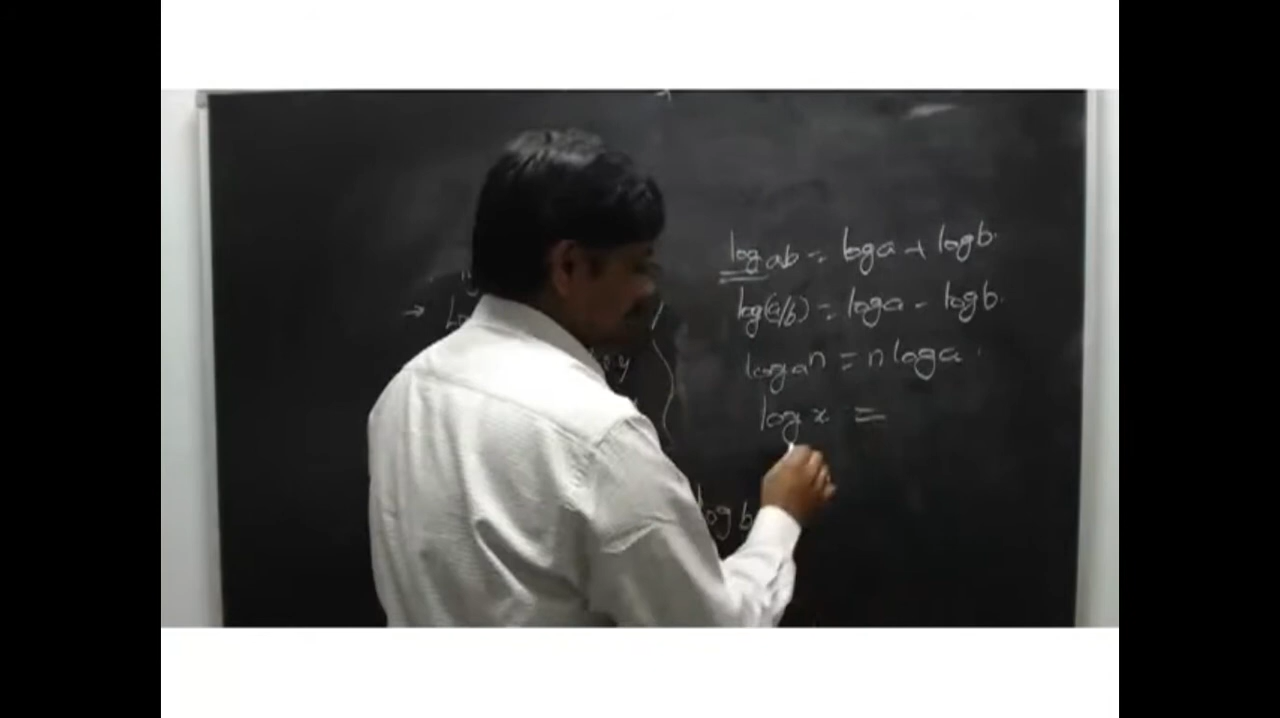 log ab = log a + log b.
log(a/b) = log a - log b.
log aⁿ = n log a.
log x =
log b